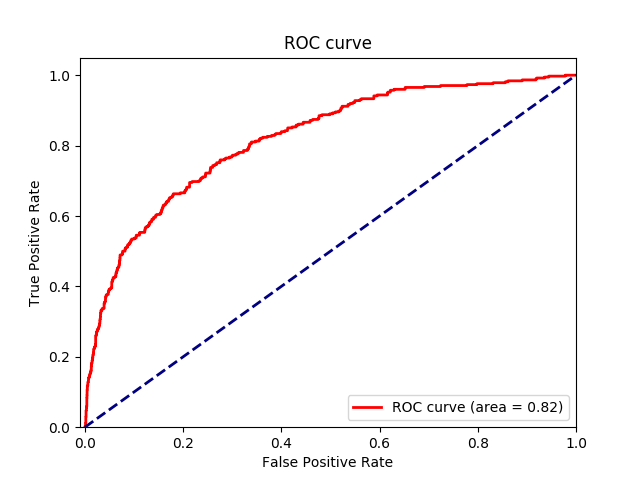 ROC curve
1.0
0.8
0.6
0.4
0.2
0.0
True Positive Rate
0.0 0.2 0.4 0.6 0.8 1.0
False Positive Rate
ROC curve (area = 0.82)